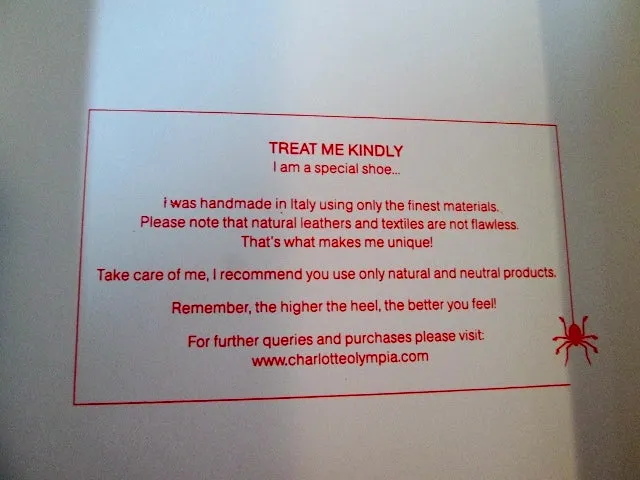 TREAT ME KINDLY
I am a special shoe...
I was handmade in Italy using only the finest materials.
Please note that natural leathers and textiles are not flawless.
That's what makes me unique!
Take care of me, I recommend you use only natural and neutral products.
Remember, the higher the heel, the better you feel!
For further queries and purchases please visit:
www.charlotteolympia.com